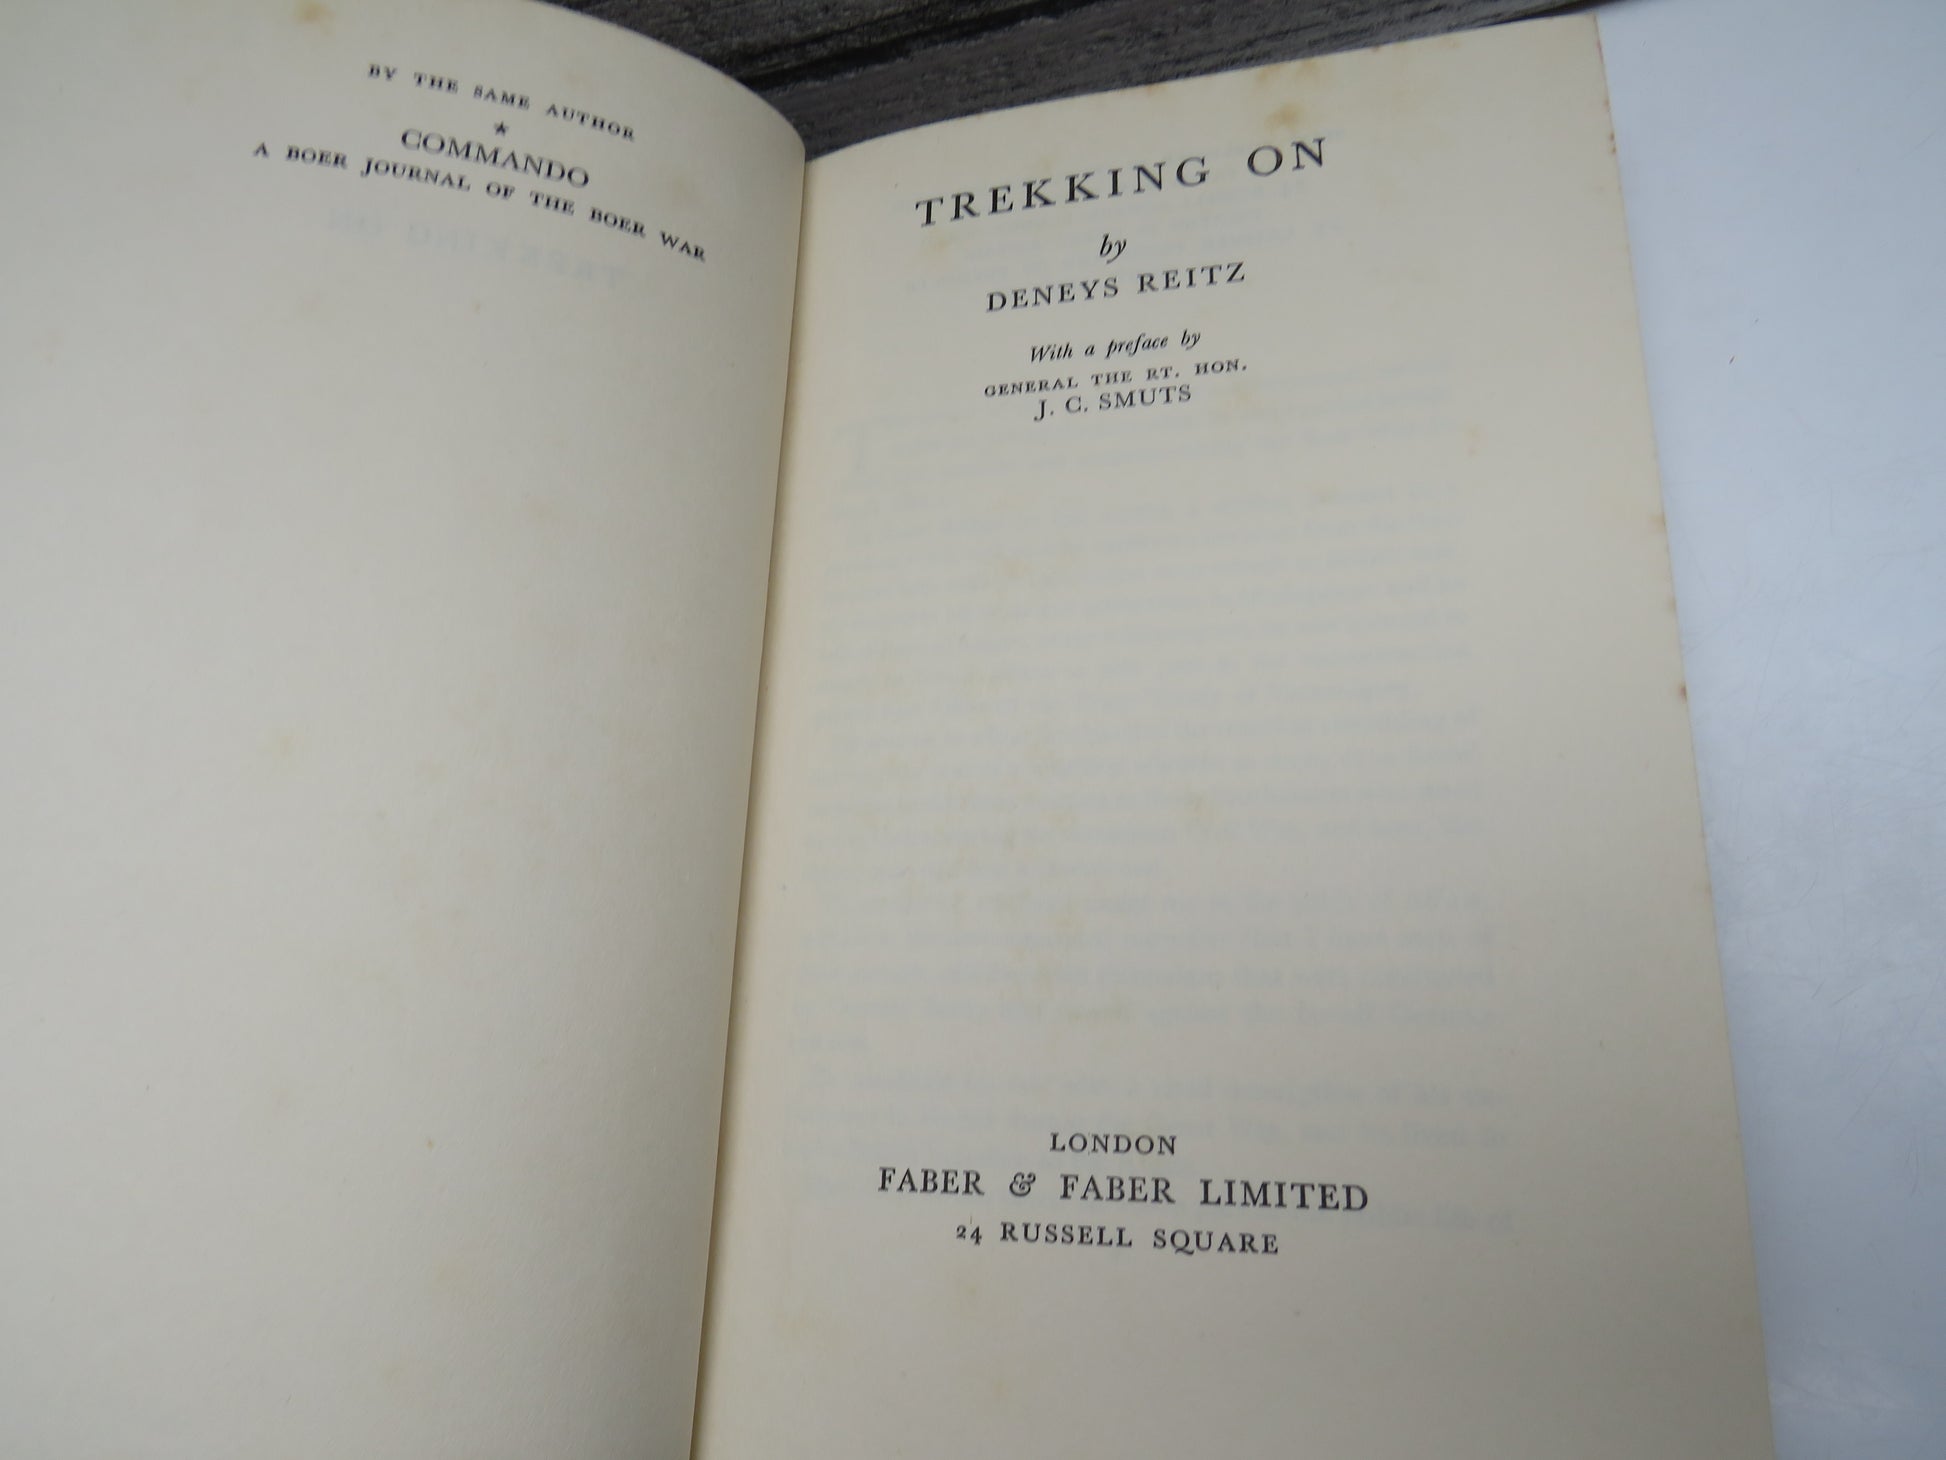 BY THE SAME AUTHOR
★
COMMANDO
A BOER JOURNAL OF THE BOER WAR
TREKKING ON
by
DENEYS REITZ
With a preface by
GENERAL THE RT. HON.
J. C. SMUTS
LONDON
FABER & FABER LIMITED
24 RUSSELL SQUARE